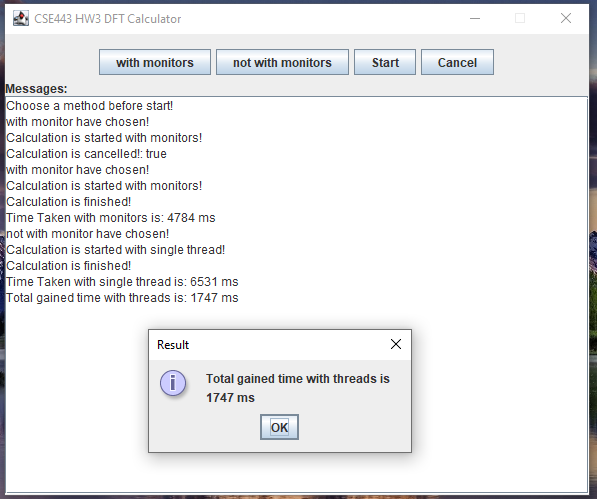 CSE443 HW3 DFT Calculator
with monitors not with monitors Start Cancel
Messages:
Choose a method before start!
with monitor have chosen!
Calculation is started with monitors!
Calculation is cancelled!: true
with monitor have chosen!
Calculation is started with monitors!
Calculation is finished!
Time Taken with monitors is: 4784 ms
not with monitor have chosen!
Calculation is started with single thread!
Calculation is finished!
Time Taken with single thread is: 6531 ms
Total gained time with threads is: 1747 ms
Result
Total gained time with threads is
1747 ms
OK